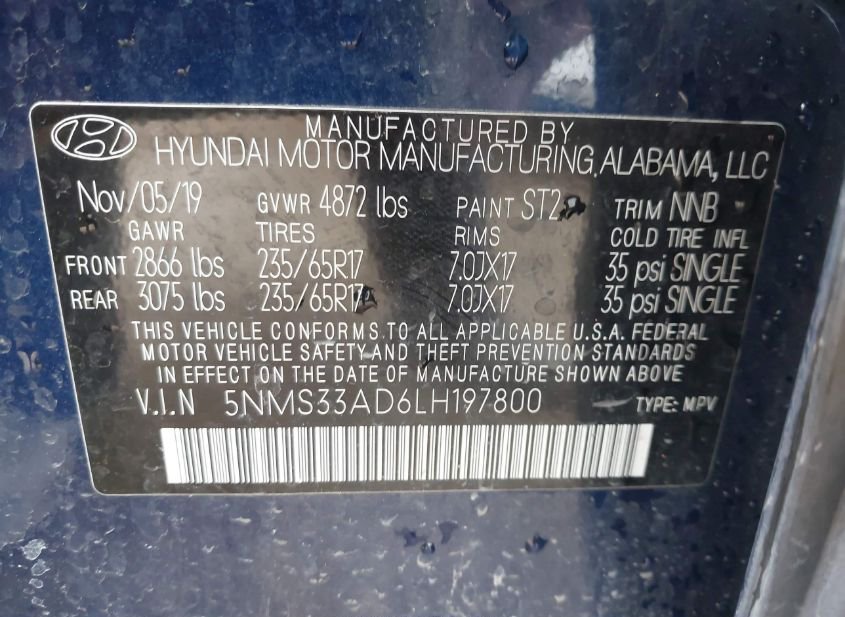 MANUFACTURED BY
HYUNDAI MOTOR MANUFACTURING, ALABAMA, LLC
Nov/05/19 GVWR 4872 lbs PAINT ST2 TRIM NNB
GAWR TIRES RIMS COLD TIRE INFL
FRONT 2866 lbs 235/65R17 7.0JX17 35 psi SINGLE
REAR 3075 lbs 235/65R17 7.0JX17 35 psi SINGLE
THIS VEHICLE CONFORMS TO ALL APPLICABLE U.S.A. FEDERAL
MOTOR VEHICLE SAFETY AND THEFT PREVENTION STANDARDS
IN EFFECT ON THE DATE OF MANUFACTURE SHOWN ABOVE
V.I.N 5NMS33AD6LH197800 TYPE: MPV